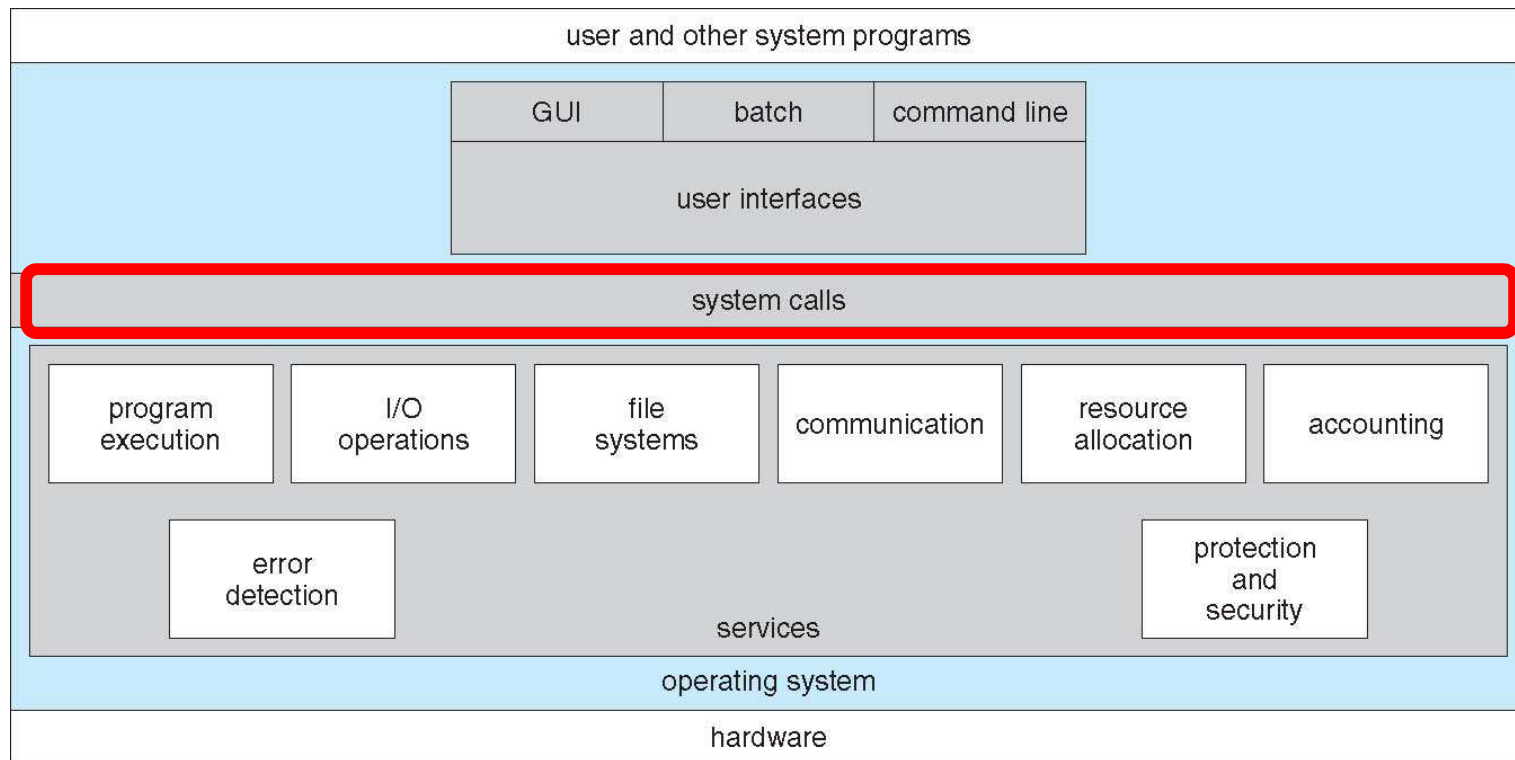 user and other system programs
GUI
batch
command line
user interfaces
system calls
program
execution
I/O
operations
file
systems
communication
resource
allocation
accounting
error
detection
protection
and
security
services
operating system
hardware